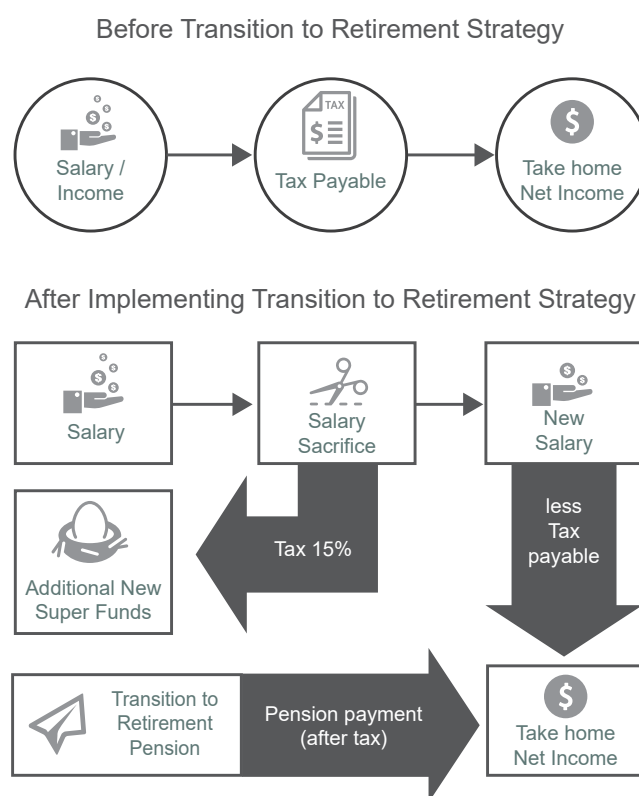 Before Transition to Retirement Strategy
Salary /
Income
TAX
$
Tax Payable
$
Take home
Net Income
After Implementing Transition to Retirement Strategy
Salary
Salary
Sacrifice
New
Salary
Tax 15%
less
Tax
payable
Additional New
Super Funds
Transition to
Retirement
Pension
Pension payment
(after tax)
$
Take home
Net Income